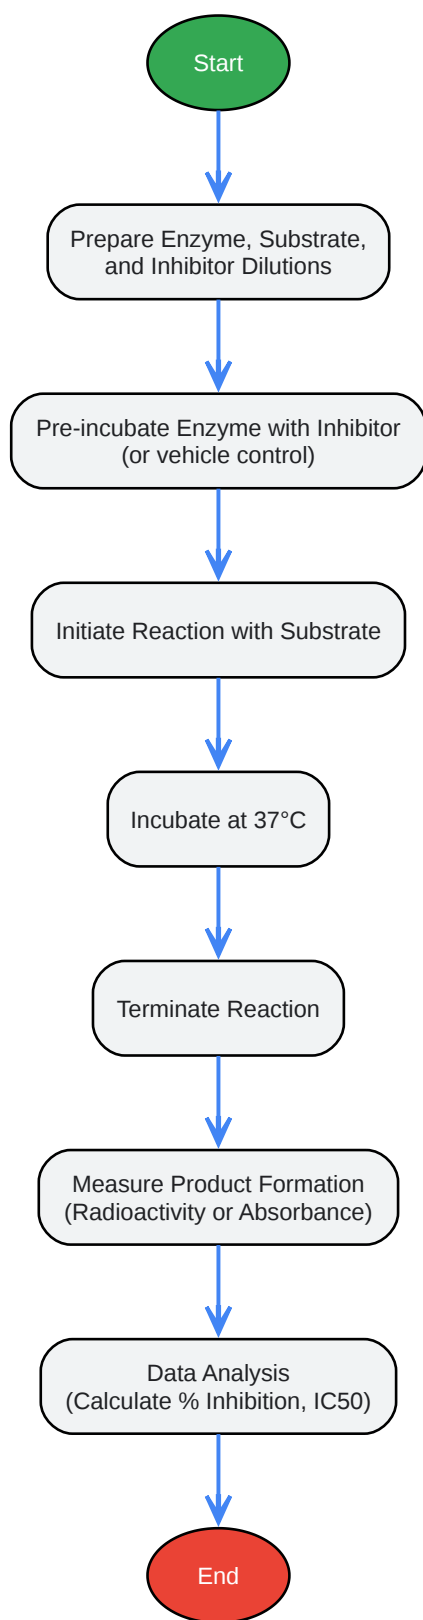 Start
Prepare Enzyme, Substrate,
and Inhibitor Dilutions
Pre-incubate Enzyme with Inhibitor
(or vehicle control)
Initiate Reaction with Substrate
Incubate at 37°C
Terminate Reaction
Measure Product Formation
(Radioactivity or Absorbance)
Data Analysis
(Calculate % Inhibition, IC50)
End